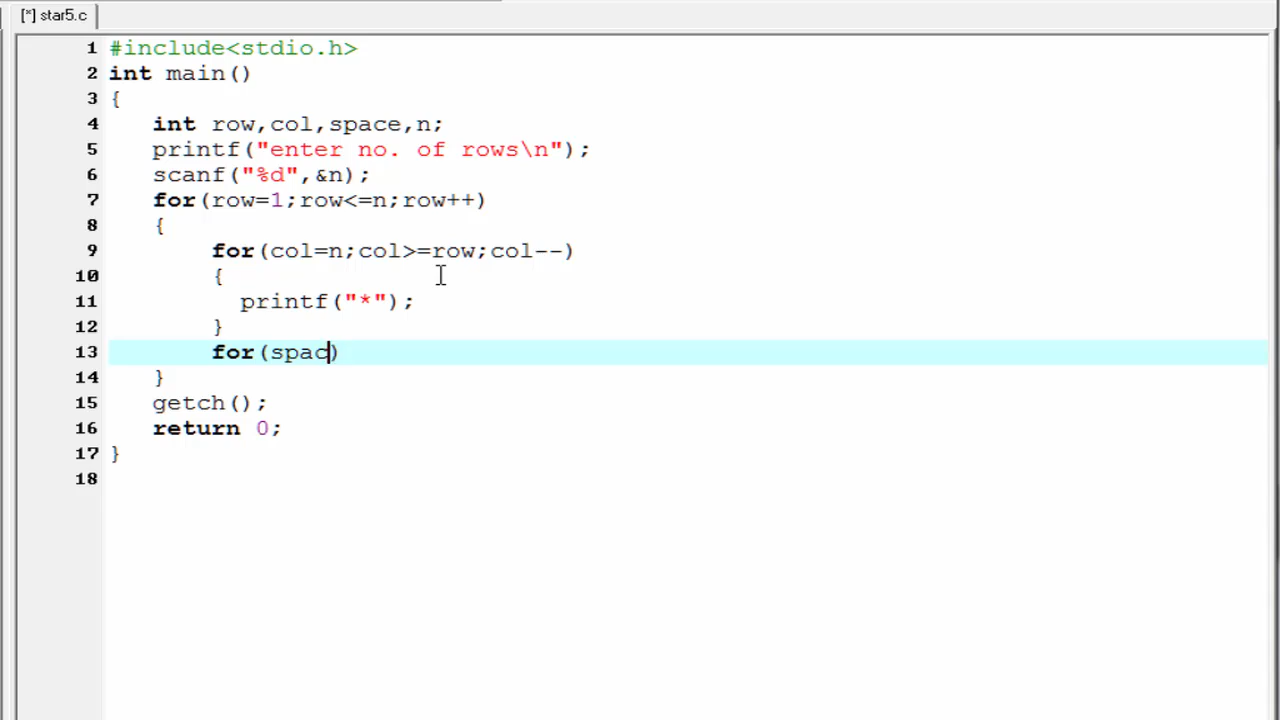 [*] star5.c
1 #include<stdio.h>
2 int main()
3 {
4 int row,col,space,n;
5 printf("enter no. of rows\n");
6 scanf("%d",&n);
7 for(row=1;row<=n;row++)
8 {
9 for(col=n;col>=row;col--)
10 {
11 printf("*");
12 }
13 for(spac)
14 }
15 getch();
16 return 0;
17 }
18